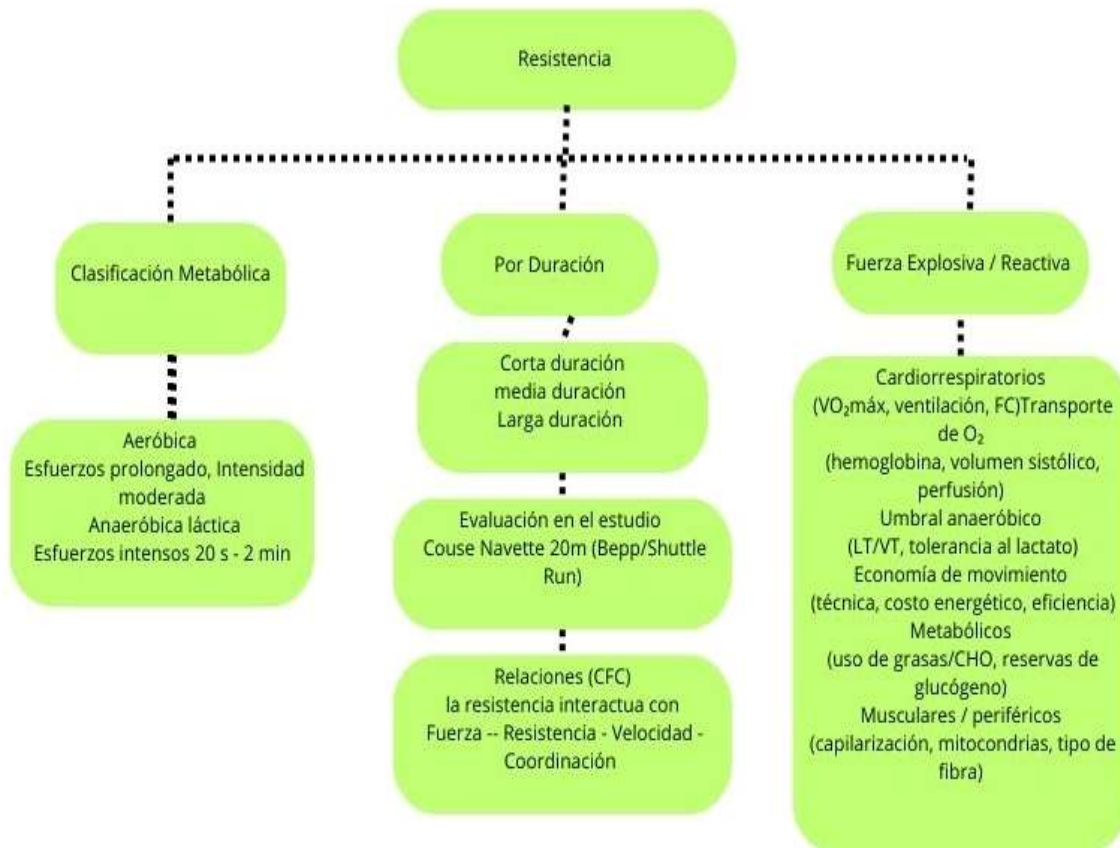 Resistencia
Clasificación Metabólica
Por Duración
Fuerza Explosiva / Reactiva
Aeróbica
Esfuerzos prolongado, Intensidad
moderada
Anaeróbica láctica
Esfuerzos intensos 20 s - 2 min
Corta duración
media duración
Larga duración
Evaluación en el estudio
Couse Navette 20m (Bepp/Shuttle
Run)
Relaciones (CFC)
la resistencia interactua con
Fuerza -- Resistencia - Velocidad -
Coordinación
Cardiorrespiratorios
(VO₂máx, ventilación, FC)Transporte
de O₂
(hemoglobina, volumen sistólico,
perfusión)
Umbral anaeróbico
(LT/VT, tolerancia al lactato)
Economía de movimiento
(técnica, costo energético, eficiencia)
Metabólicos
(uso de grasas/CHO, reservas de
glucógeno)
Musculares / periféricos
(capilarización, mitocondrias, tipo de
fibra)